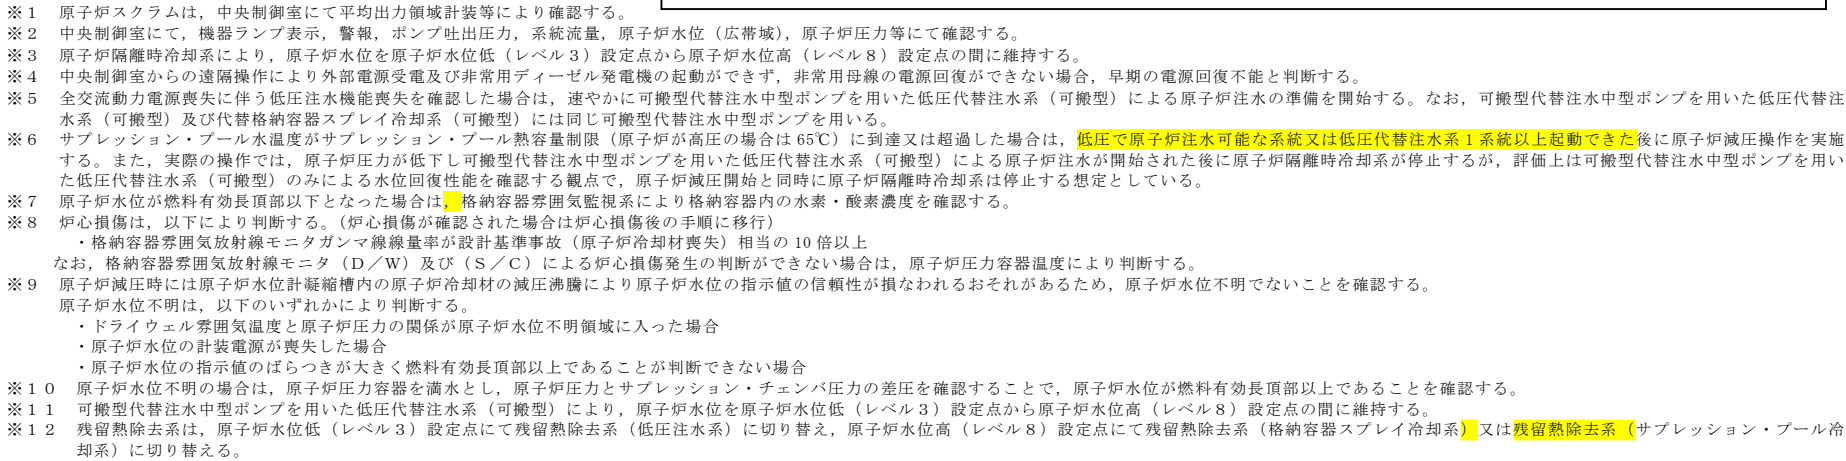 ※１　原子炉スクラムは，中央制御室にて平均出力領域計装等により確認する。
※２　中央制御室にて，機器ランプ表示，警報，ポンプ吐出圧力，系統流量，原子炉水位（広帯域），原子炉圧力等にて確認する。
※３　原子炉隔離時冷却系により，原子炉水位を原子炉水位低（レベル３）設定点から原子炉水位高（レベル８）設定点の間に維持する。
※４　中央制御室からの遠隔操作により外部電源受電及び非常用ディーゼル発電機の起動ができず，非常用母線の電源回復ができない場合，早期の電源回復不能と判断する。
※５　全交流動力電源喪失に伴う低圧注水機能喪失を確認した場合は，速やかに可搬型代替注水中型ポンプを用いた低圧代替注水系（可搬型）による原子炉注水の準備を開始する。なお，可搬型代替注水中型ポンプを用いた低圧代替注
水系（可搬型）及び代替格納容器スプレイ冷却系（可搬型）には同じ可搬型代替注水中型ポンプを用いる。
※６　サプレッション・プール水温度がサプレッション・プール熱容量制限（原子炉が高圧の場合は 65℃）に到達又は超過した場合は，低圧で原子炉注水可能な系統又は低圧代替注水系１系統以上起動できた後に原子炉減圧操作を実施
する。また，実際の操作では，原子炉圧力が低下し可搬型代替注水中型ポンプを用いた低圧代替注水系（可搬型）による原子炉注水が開始された後に原子炉隔離時冷却系が停止するが，評価上は可搬型代替注水中型ポンプを用い
た低圧代替注水系（可搬型）のみによる水位回復性能を確認する観点で，原子炉減圧開始と同時に原子炉隔離時冷却系は停止する想定としている。
※７　原子炉水位が燃料有効長頂部以下となった場合は，格納容器雰囲気監視系により格納容器内の水素・酸素濃度を確認する。
※８　炉心損傷は，以下により判断する。（炉心損傷が確認された場合は炉心損傷後の手順に移行）
・格納容器雰囲気放射線モニタガンマ線線量率が設計基準事故（原子炉冷却材喪失）相当の 10 倍以上
なお，格納容器雰囲気放射線モニタ（Ｄ／Ｗ）及び（Ｓ／Ｃ）による炉心損傷発生の判断ができない場合は，原子炉圧力容器温度により判断する。
※９　原子炉減圧時には原子炉水位計凝縮槽内の原子炉冷却材の減圧沸騰により原子炉水位の指示値の信頼性が損なわれるおそれがあるため，原子炉水位不明でないことを確認する。
原子炉水位不明は，以下のいずれかにより判断する。
・ドライウェル雰囲気温度と原子炉圧力の関係が原子炉水位不明領域に入った場合
・原子炉水位の計装電源が喪失した場合
・原子炉水位の指示値のばらつきが大きく燃料有効長頂部以上であることが判断できない場合
※１０　原子炉水位不明の場合は，原子炉圧力容器を満水とし，原子炉圧力とサプレッション・チェンバ圧力の差圧を確認することで，原子炉水位が燃料有効長頂部以上であることを確認する。
※１１　可搬型代替注水中型ポンプを用いた低圧代替注水系（可搬型）により，原子炉水位を原子炉水位低（レベル３）設定点から原子炉水位高（レベル８）設定点の間に維持する。
※１２　残留熱除去系は，原子炉水位低（レベル３）設定点にて残留熱除去系（低圧注水系）に切り替え，原子炉水位高（レベル８）設定点にて残留熱除去系（格納容器スプレイ冷却系）又は残留熱除去系（サプレッション・プール冷
却系）に切り替える。